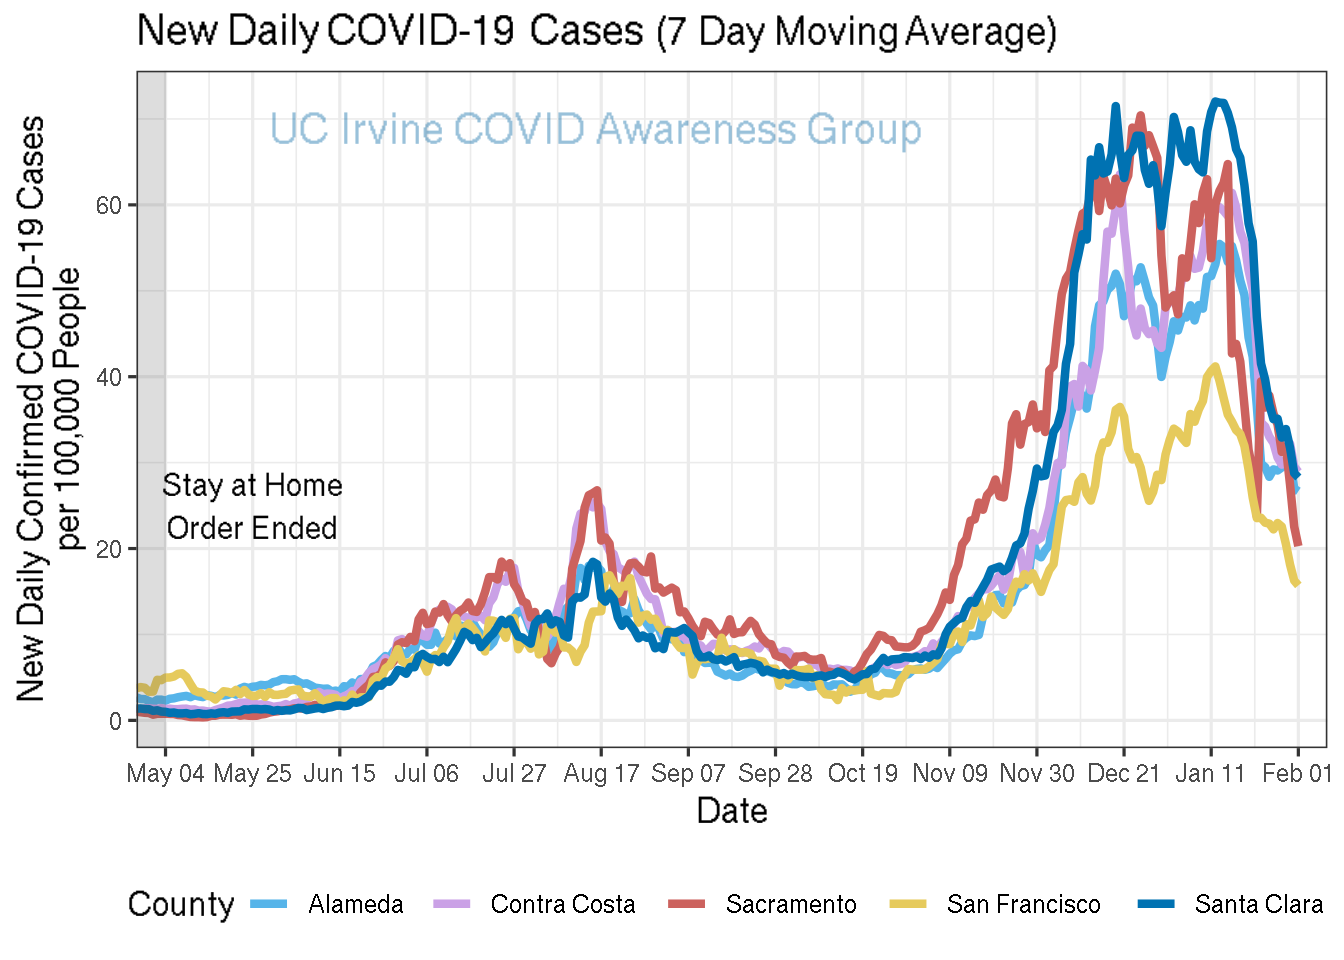 New Daily COVID-19 Cases (7 Day Moving Average)
UC Irvine COVID Awareness Group
New Daily Confirmed COVID-19 Cases
per 100,000 People
60
40
20
0
Stay at Home
Order Ended
May 04 May 25 Jun 15 Jul 06 Jul 27 Aug 17 Sep 07 Sep 28 Oct 19 Nov 09 Nov 30 Dec 21 Jan 11 Feb 01
Date
County Alameda Contra Costa Sacramento San Francisco Santa Clara